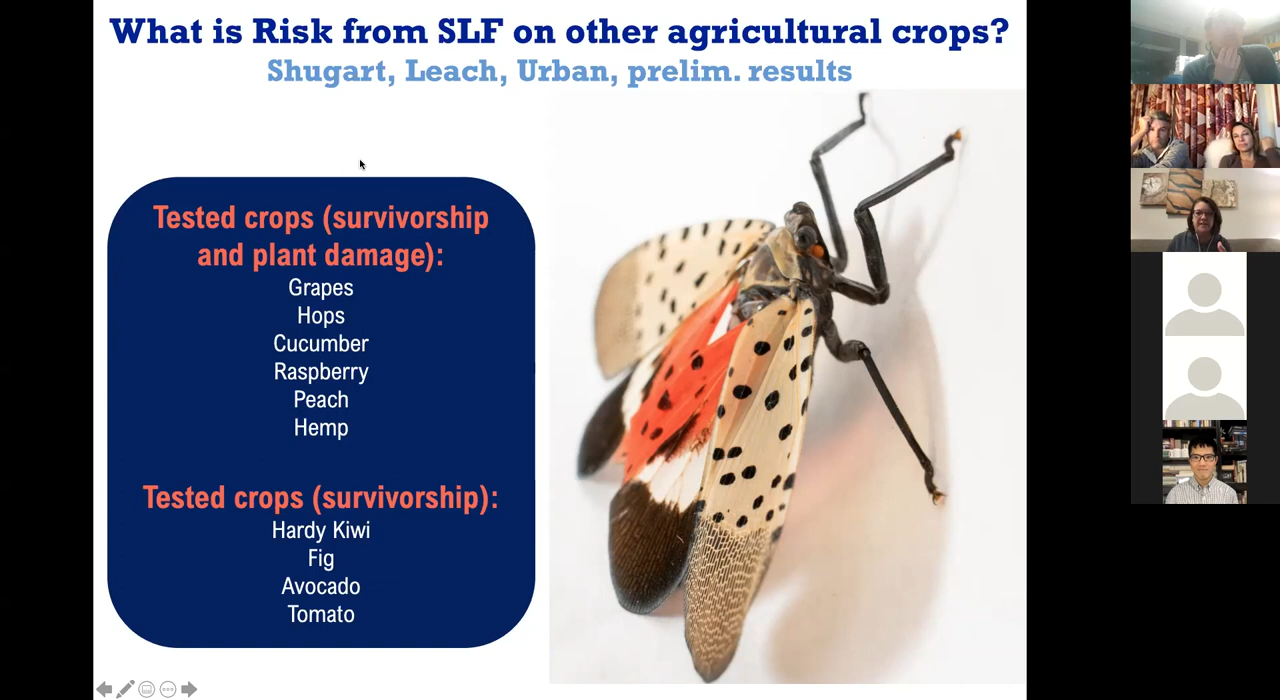 What is Risk from SLF on other agricultural crops?
Shugart, Leach, Urban, prelim. results
Tested crops (survivorship
and plant damage):
Grapes
Hops
Cucumber
Raspberry
Peach
Hemp
Tested crops (survivorship):
Hardy Kiwi
Fig
Avocado
Tomato